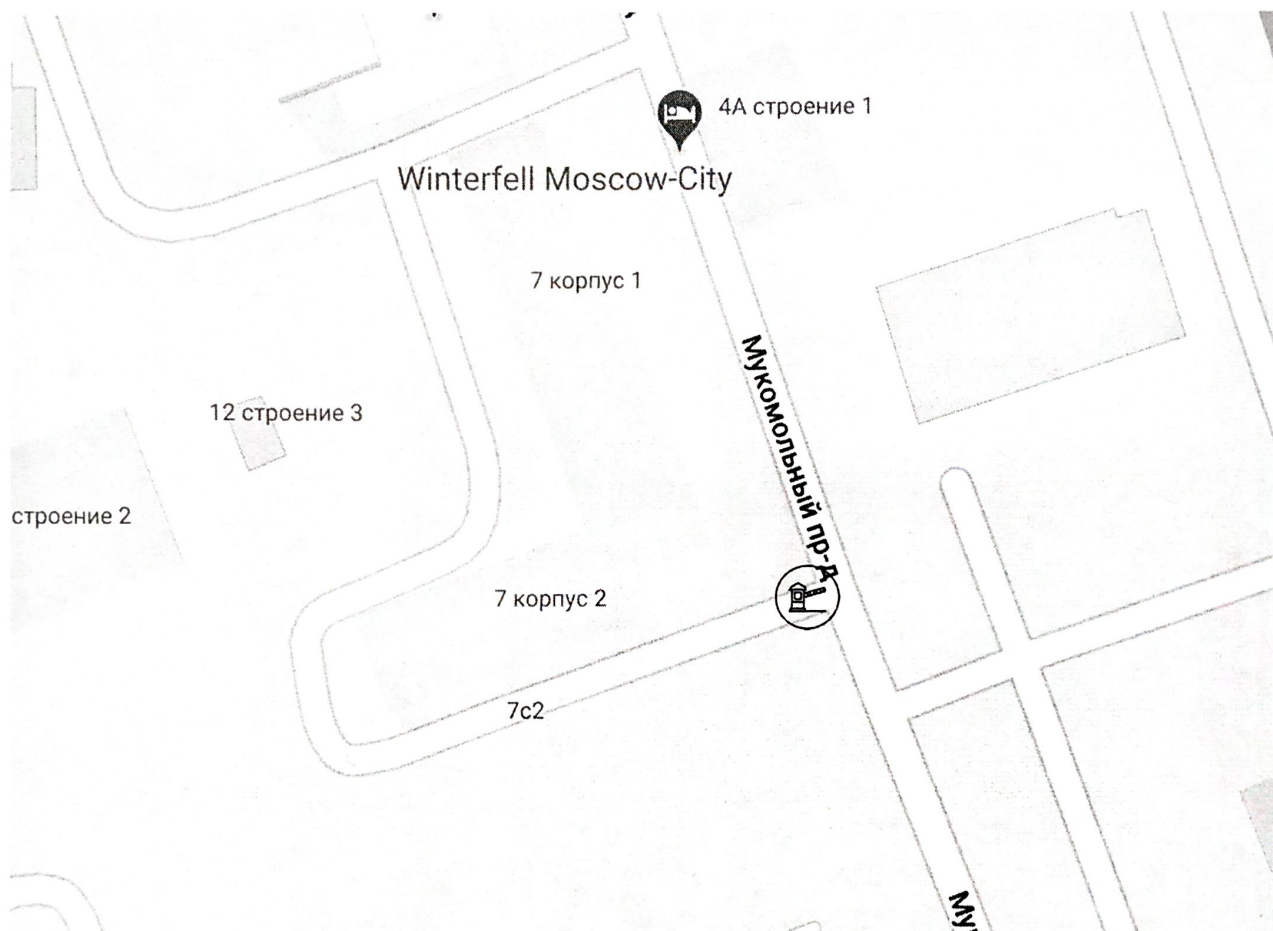 4А строение 1
Winterfell Moscow-City
7 корпус 1
Мукомольный пр-д
12 строение 3
строение 2
7 корпус 2
7с2
Му